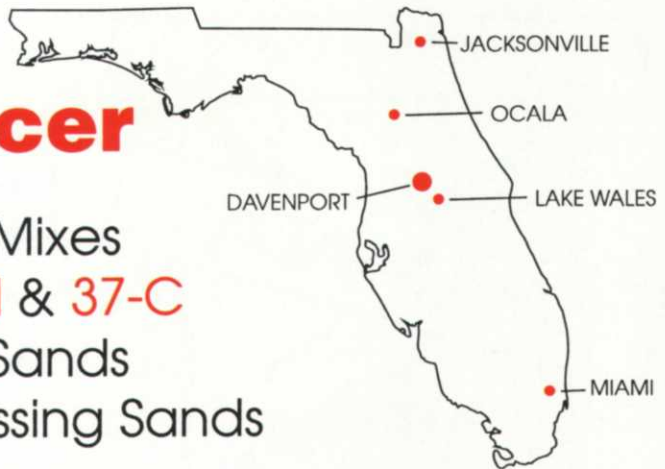 cer
Mixes
& 37-C
Sands
ssing Sands
JACKSONVILLE
OCALA
DAVENPORT
LAKE WALES
MIAMI